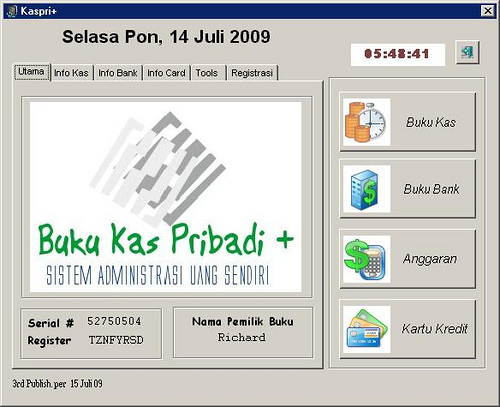 Kaspri+
Selasa Pon, 14 Juli 2009
05:48:41
Utama Info Kas Info Bank Info Card Tools Registrasi
Buku Kas
Buku Bank
Anggaran
Kartu Kredit
Buku Kas Pribadi +
SISTEM ADMINISTRASI UANG SENDIRI
Serial # 52750504
Register TZNFYRSD
Nama Pemilik Buku
Richard
3rd Publish. per 15 Juli 09